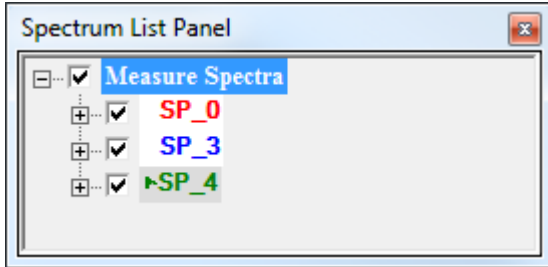 Spectrum List Panel
Measure Spectra
SP_0
SP_3
SP_4